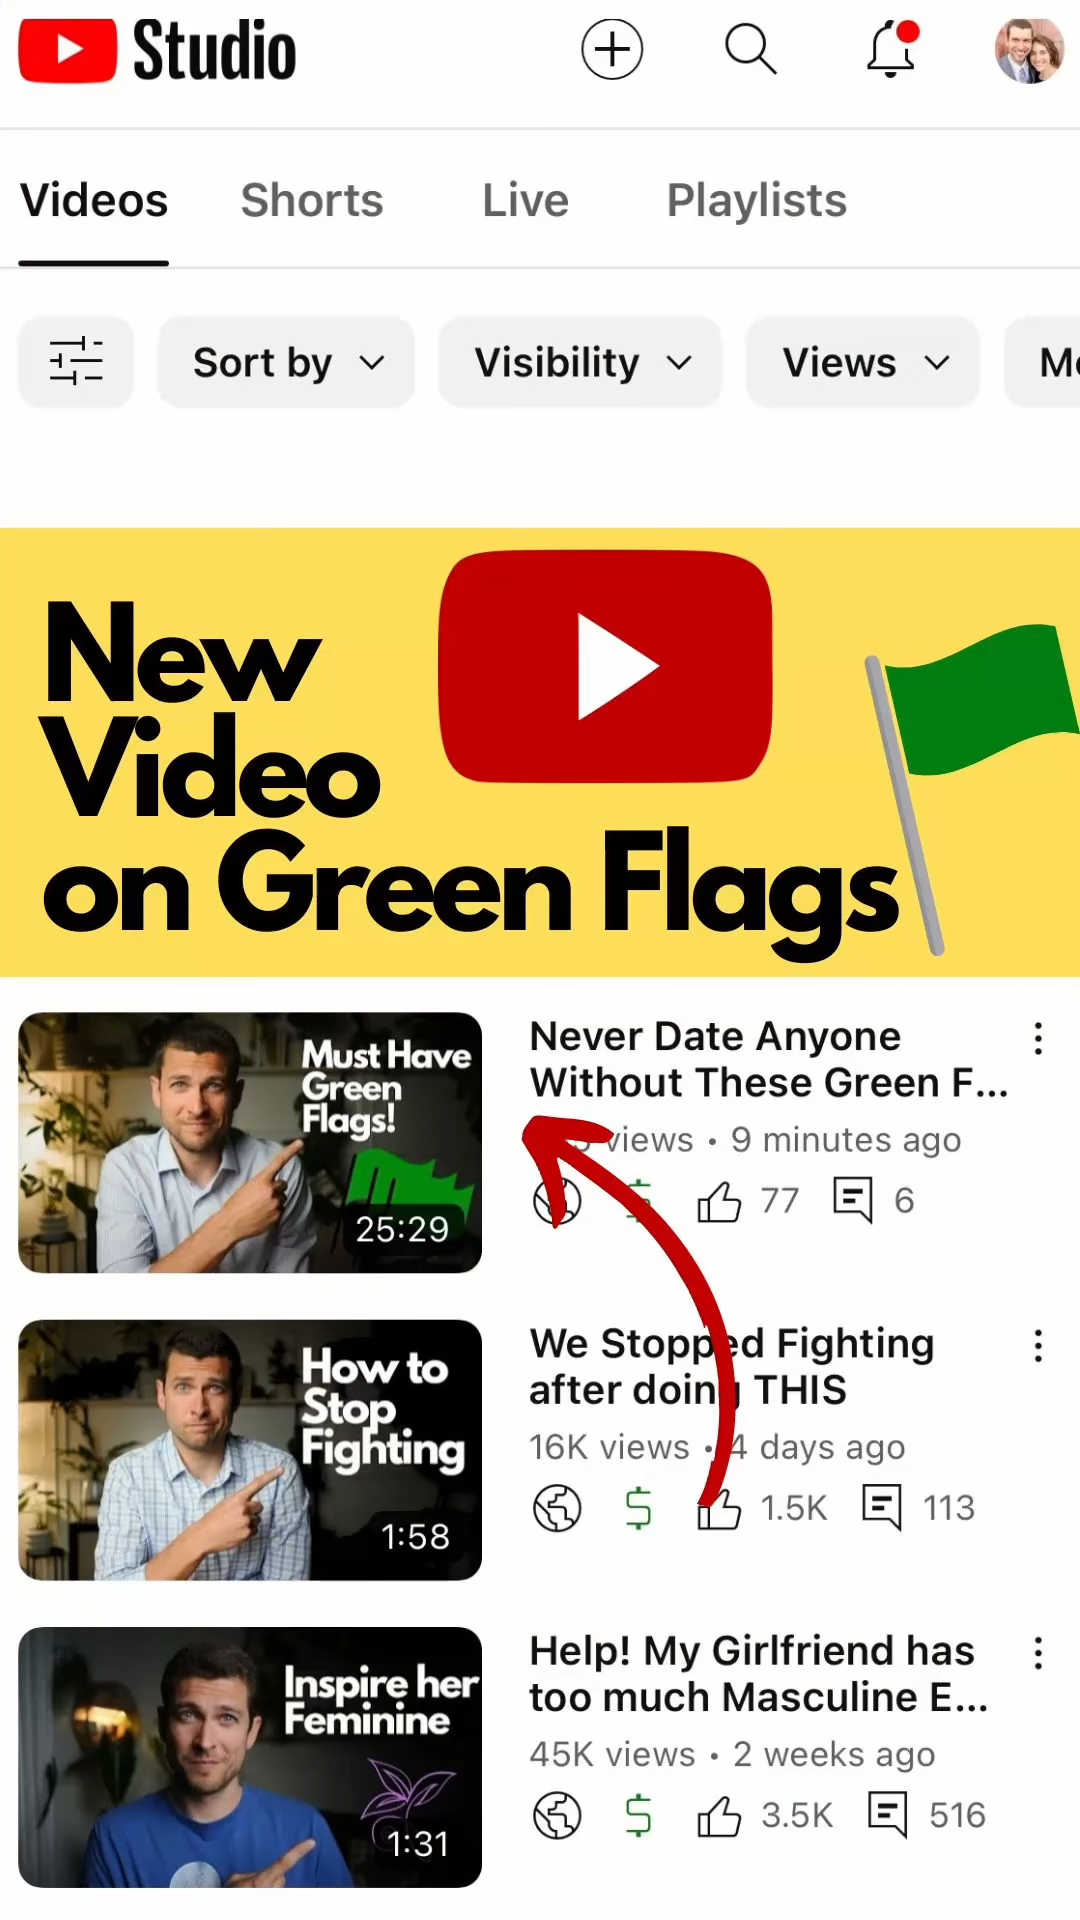 Studio
Videos Shorts Live Playlists
Sort by Visibility Views
New
Video
on Green Flags
Must Have
Green
Flags!
25:29
Never Date Anyone
Without These Green F...
views • 9 minutes ago
77 6
How to
Stop
Fighting
1:58
We Stopped Fighting
after doing THIS
16K views • 4 days ago
1.5K 113
Inspire her
Feminine
1:31
Help! My Girlfriend has
too much Masculine E...
45K views • 2 weeks ago
3.5K 516